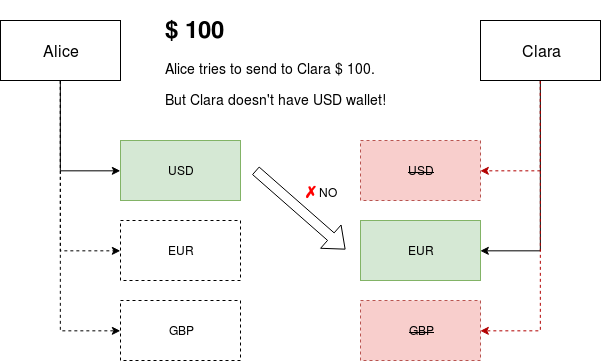 $ 100
Alice
Clara
Alice tries to send to Clara $ 100.
But Clara doesn't have USD wallet!
USD
USD
✗ NO
EUR
EUR
GBP
GBP